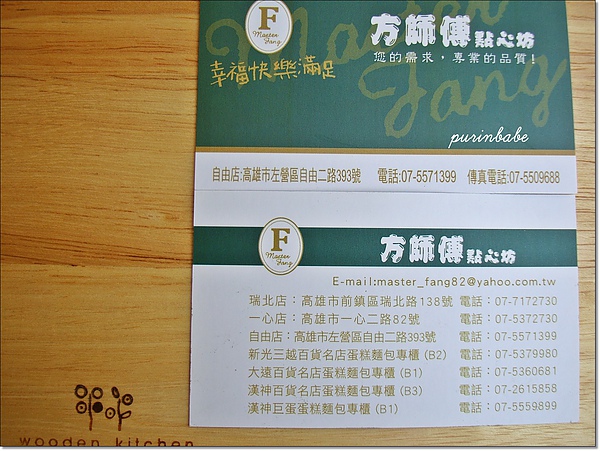 F
Master
Fang
方師傅點心坊
您的需求，專業的品質!
幸福快樂滿足
Master
Fang
purinbabe
自由店:高雄市左營區自由二路393號 電話:07-5571399 傳真電話:07-5509688
F
Master
Fang
方師傅點心坊
E-mail:master_fang82@yahoo.com.tw
瑞北店：高雄市前鎮區瑞北路138號 電話：07-7172730
一心店：高雄市一心二路82號 電話：07-5372730
自由店：高雄市左營區自由二路393號 電話：07-5571399
新光三越百貨名店蛋糕麵包專櫃 (B2) 電話：07-5379980
大遠百貨名店蛋糕麵包專櫃 (B1) 電話：07-5360681
漢神百貨名店蛋糕麵包專櫃 (B3) 電話：07-2615858
漢神巨蛋蛋糕麵包專櫃 (B1) 電話：07-5559899
wooden kitchen